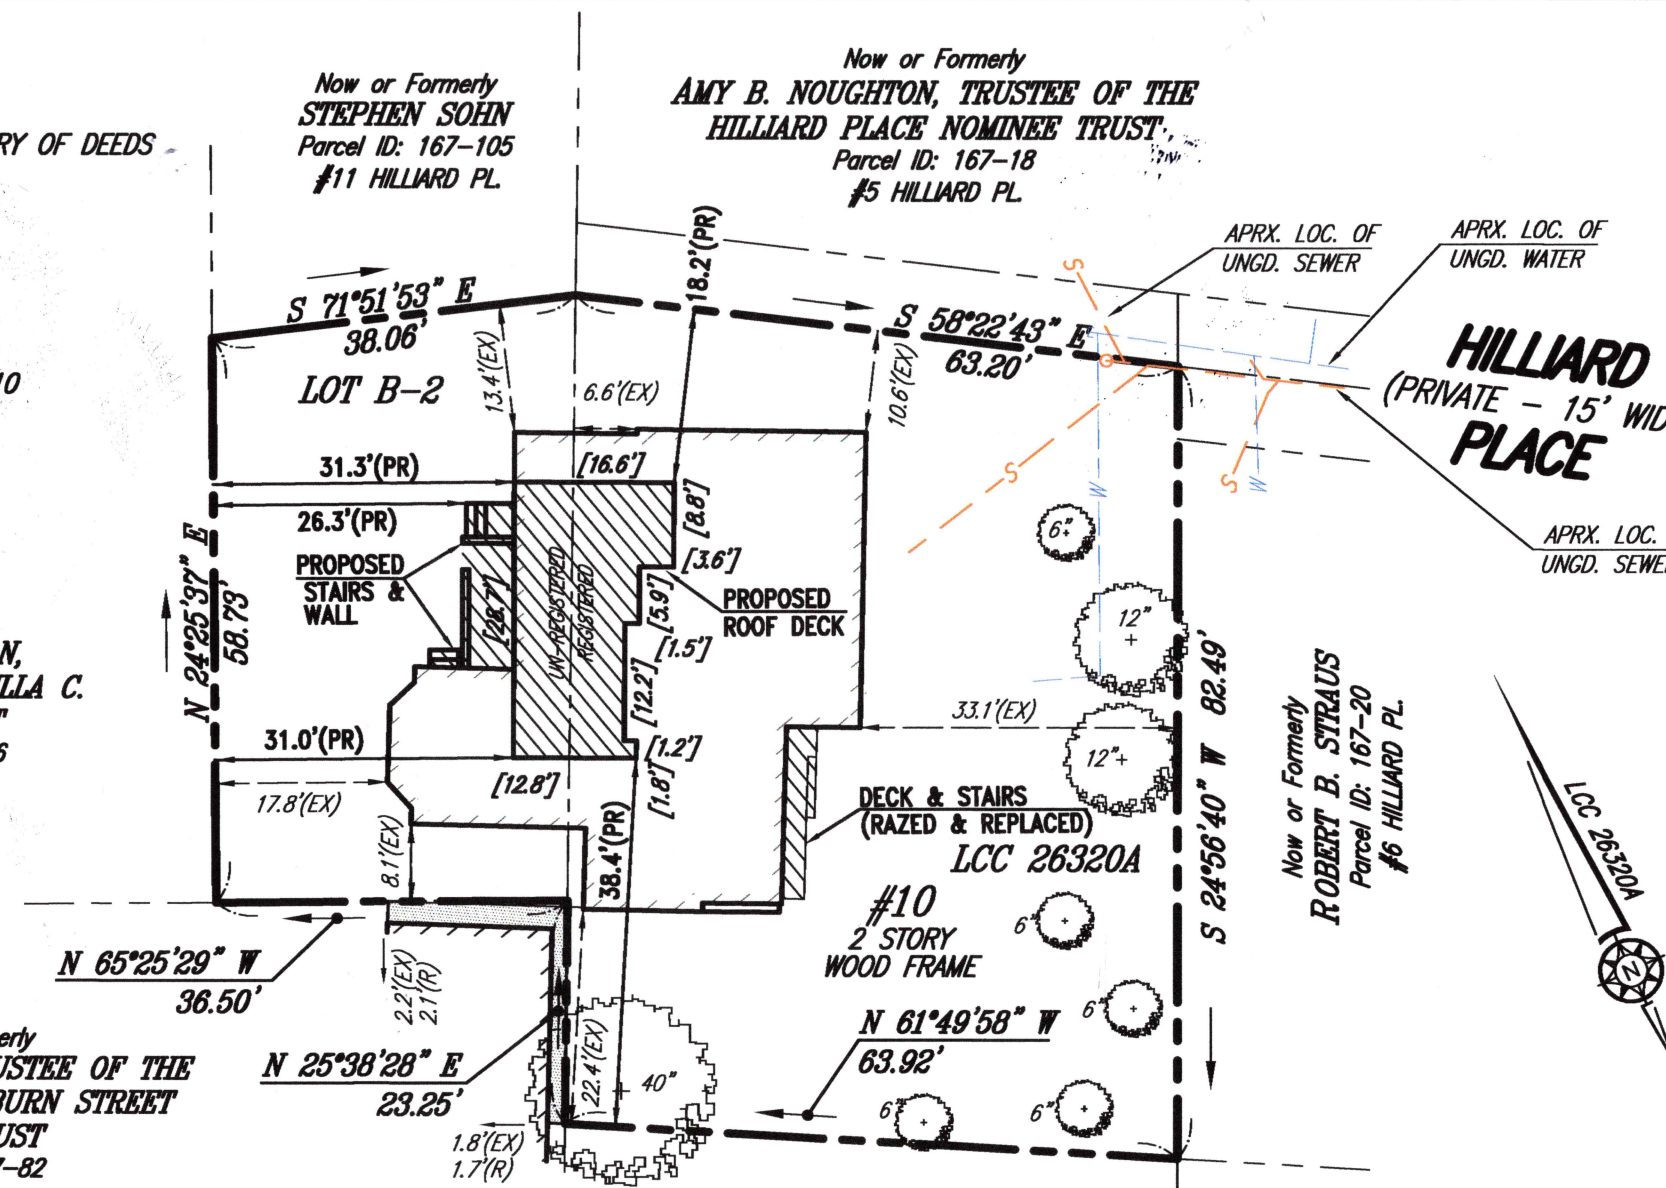 RY OF DEEDS
10
N,
ILLA C.
Now or Formerly
STEPHEN SOHN
Parcel ID: 167-105
#11 HILLIARD PL.
Now or Formerly
AMY B. NOUGHTON, TRUSTEE OF THE
HILLIARD PLACE NOMINEE TRUST
Parcel ID: 167-18
#5 HILLIARD PL.
APRX. LOC. OF
UNGD. SEWER
APRX. LOC. OF
UNGD. WATER
S 71°51'53" E
38.06'
LOT B-2
18.2'(PR)
S 58°22'43" E
63.20'
HILLIARD
(PRIVATE - 15' WID
PLACE
13.4'(EX)
6.6'(EX)
10.6'(EX)
S
S
S
W
W
APRX. LOC.
UNGD. SEWE
31.3'(PR)
26.3'(PR)
[16.6']
[8.8']
[3.6']
[5.9']
[1.5']
[12.2']
[1.2']
[1.8']
[12.8']
[28.7']
UN-REGISTERED
REGISTERED
PROPOSED
STAIRS &
WALL
PROPOSED
ROOF DECK
N 24°25'37" E
58.73'
31.0'(PR)
17.8'(EX)
8.1'(EX)
33.1'(EX)
38.4'(PR)
6"
12"
12"
DECK & STAIRS
(RAZED & REPLACED)
LCC 26320A
#10
2 STORY
WOOD FRAME
S 24°56'40" W 82.49'
Now or Formerly
ROBERT B. STRAUS
Parcel ID: 167-20
#6 HILLIARD PL.
LCC 26320A
N
N 65°25'29" W
36.50'
2.2'(EX)
2.1'(R)
N 25°38'28" E
23.25'
22.4'(EX)
40"
1.8'(EX)
1.7'(R)
N 61°49'58" W
63.92'
6"
6"
6"
6"
erly
USTEE OF THE
BURN STREET
UST
7-82